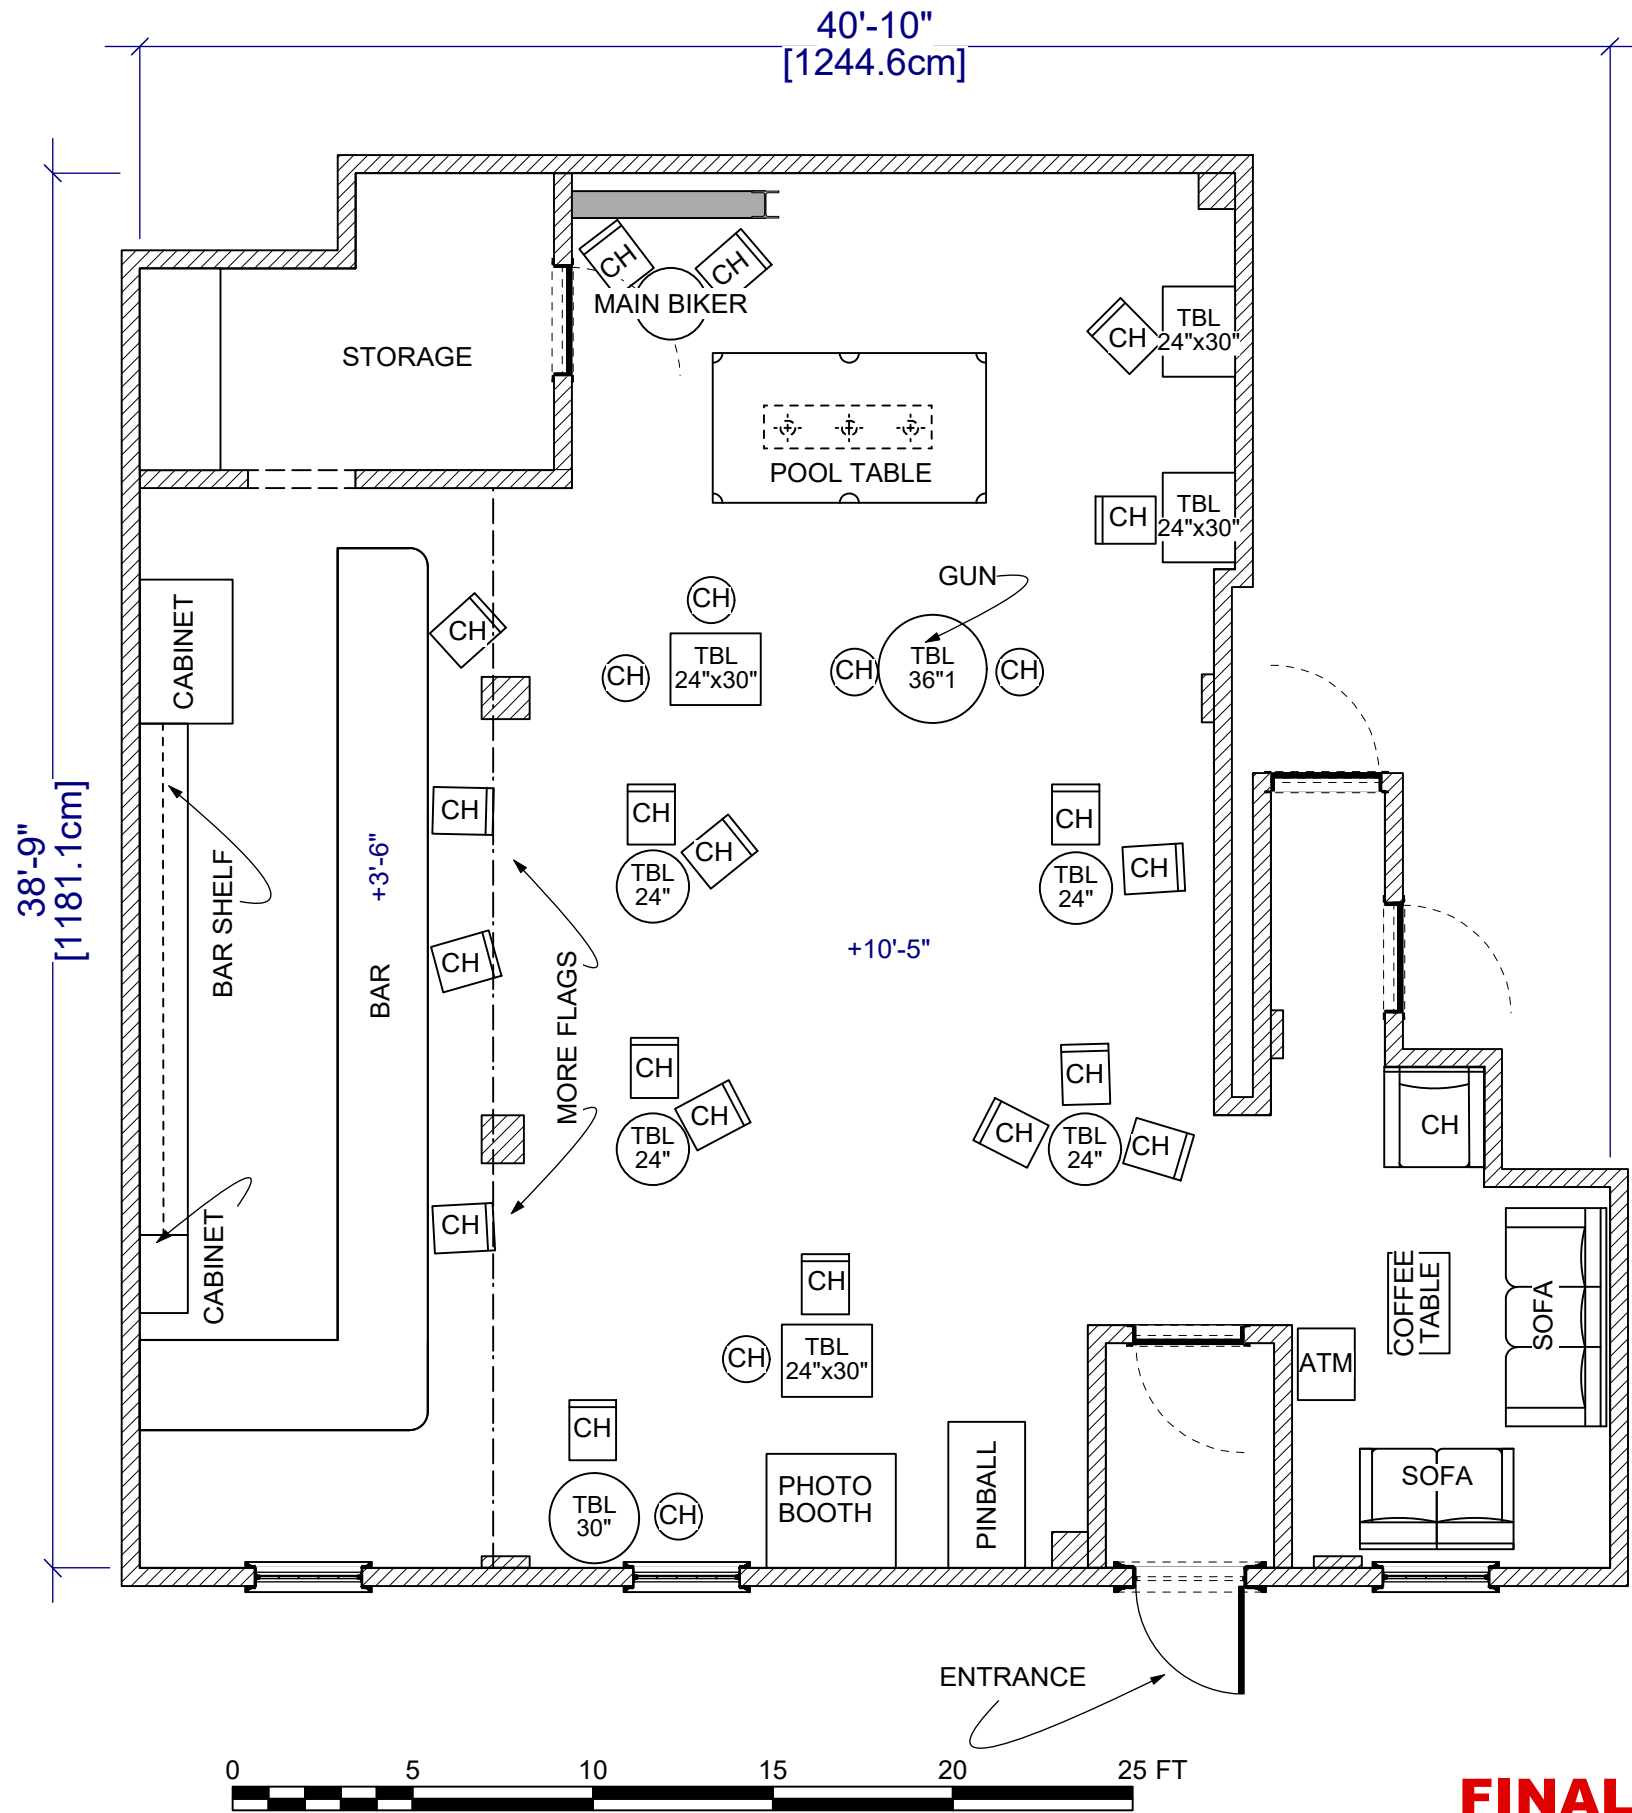 40'-10"
[1244.6cm]
38'-9"
[1181.1cm]
CH
CH
MAIN BIKER
STORAGE
CH
TBL
24"x30"
POOL TABLE
CH
TBL
24"x30"
GUN
CABINET
CH
CH
CH
TBL
24"x30"
CH
TBL
36"1
CH
BAR SHELF
+3'-6"
BAR
CH
CH
CH
TBL
24"
CH
CH
TBL
24"
+10'-5"
CH
MORE FLAGS
CH
CH
TBL
24"
CH
CH
TBL
24"
CH
CH
CABINET
CH
CH
CH
TBL
24"x30"
ATM
COFFEE
TABLE
SOFA
CH
TBL
30"
CH
PHOTO
BOOTH
PINBALL
SOFA
ENTRANCE
0 5 10 15 20 25 FT
FINAL